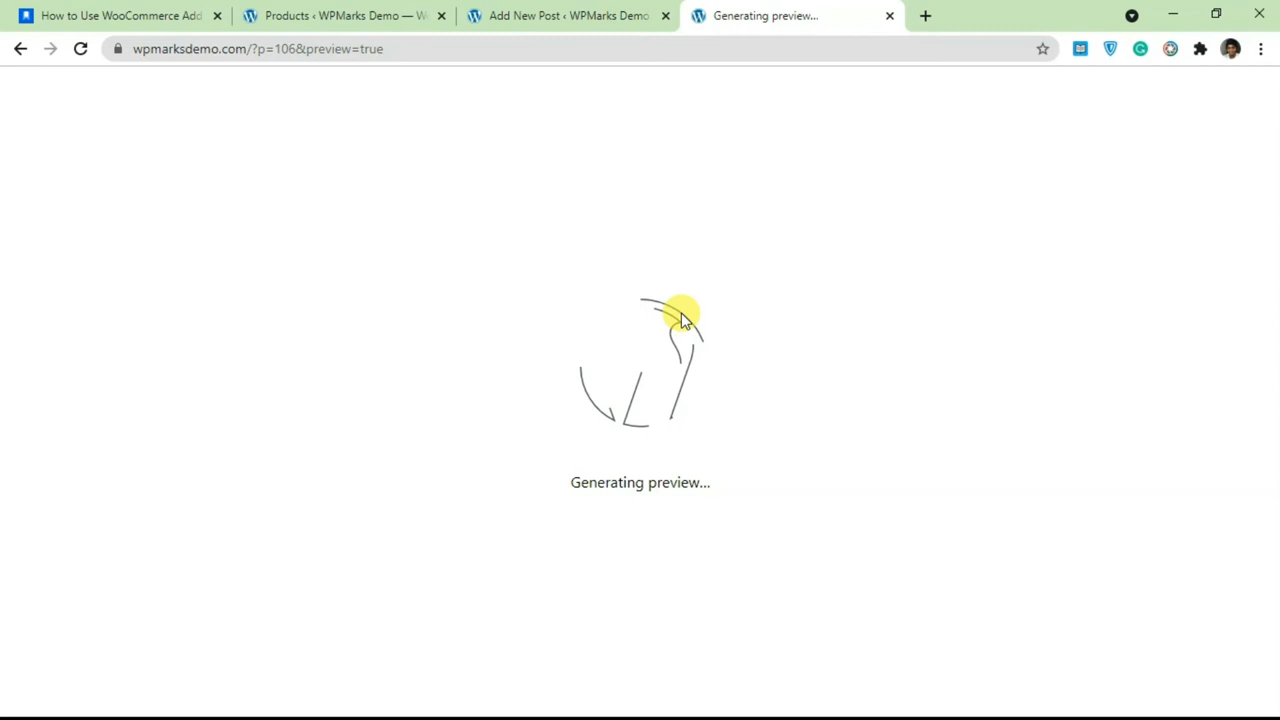 How to Use WooCommerce Add
Products ‹ WPMarks Demo — W
Add New Post ‹ WPMarks Demo
Generating preview...
wpmarksdemo.com/?p=106&preview=true
Generating preview...